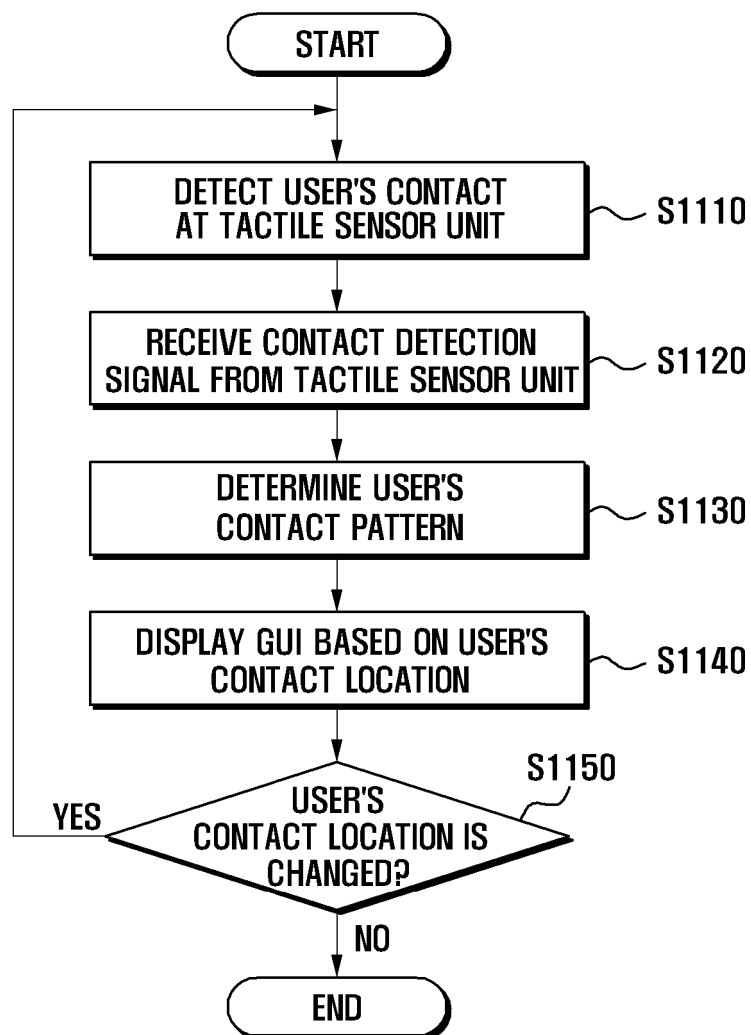 START
DETECT USER'S CONTACT
AT TACTILE SENSOR UNIT
S1110
RECEIVE CONTACT DETECTION
SIGNAL FROM TACTILE SENSOR UNIT
S1120
DETERMINE USER'S
CONTACT PATTERN
S1130
DISPLAY GUI BASED ON USER'S
CONTACT LOCATION
S1140
S1150
USER'S
CONTACT LOCATION IS
CHANGED?
YES
NO
END